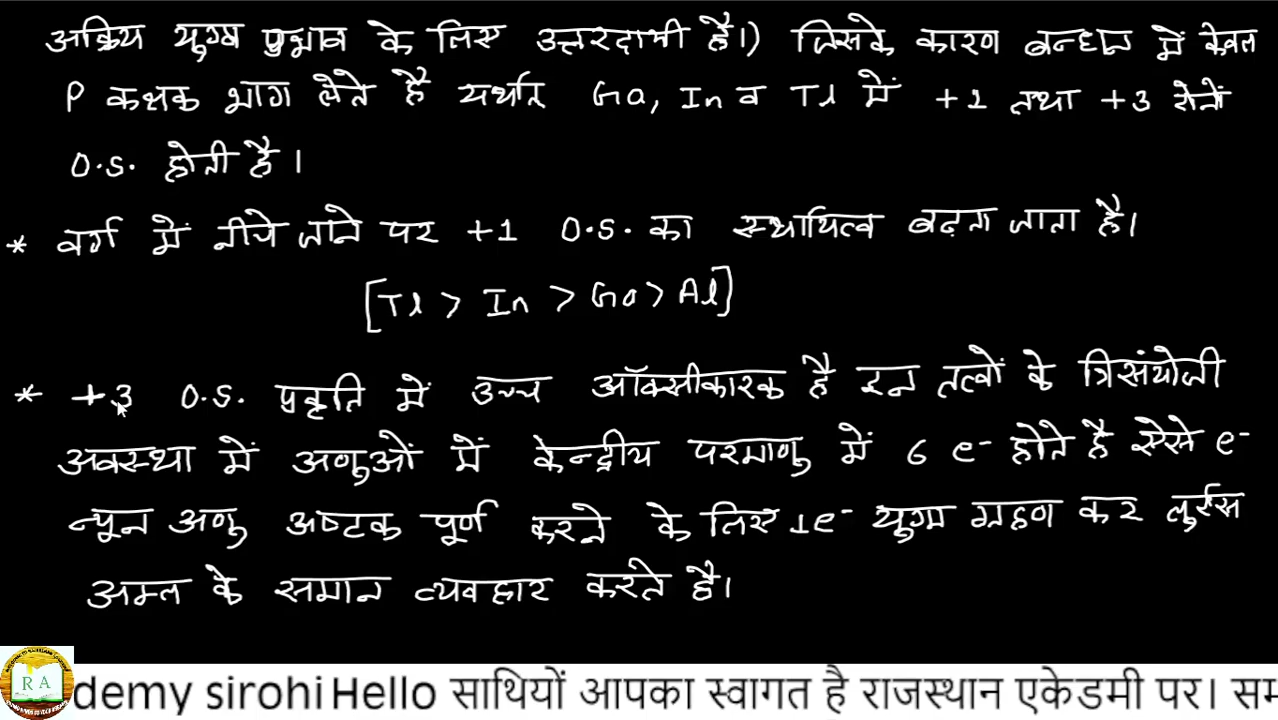 अक्रिय युग्म प्रभाव के लिए उत्तरदायी है।) जिसके कारण बन्धन में केवल
P कक्षक भाग लेते है अर्थात Ga, In व Tl में +1 तथा +3 दोनों
O.S. होती है।
* वर्ग में नीचे जाने पर +1 O.S. का स्थायित्व बढ़ता जाता है।
[Tl > In > Ga > Al]
* +3 O.S. प्रकृति में उच्च ऑक्सीकारक है इन तत्वों के त्रिसंयोजी
अवस्था में अणुओं में केन्द्रीय परमाणु में 6 e⁻ होते है ऐसे e⁻
न्यून अणु अष्टक पूर्ण करने के लिए 1e⁻ युग्म ग्रहण कर लुईस
अम्ल के समान व्यवहार करते है।
RA
demy sirohi Hello साथियों आपका स्वागत है राजस्थान एकेडमी पर। सम